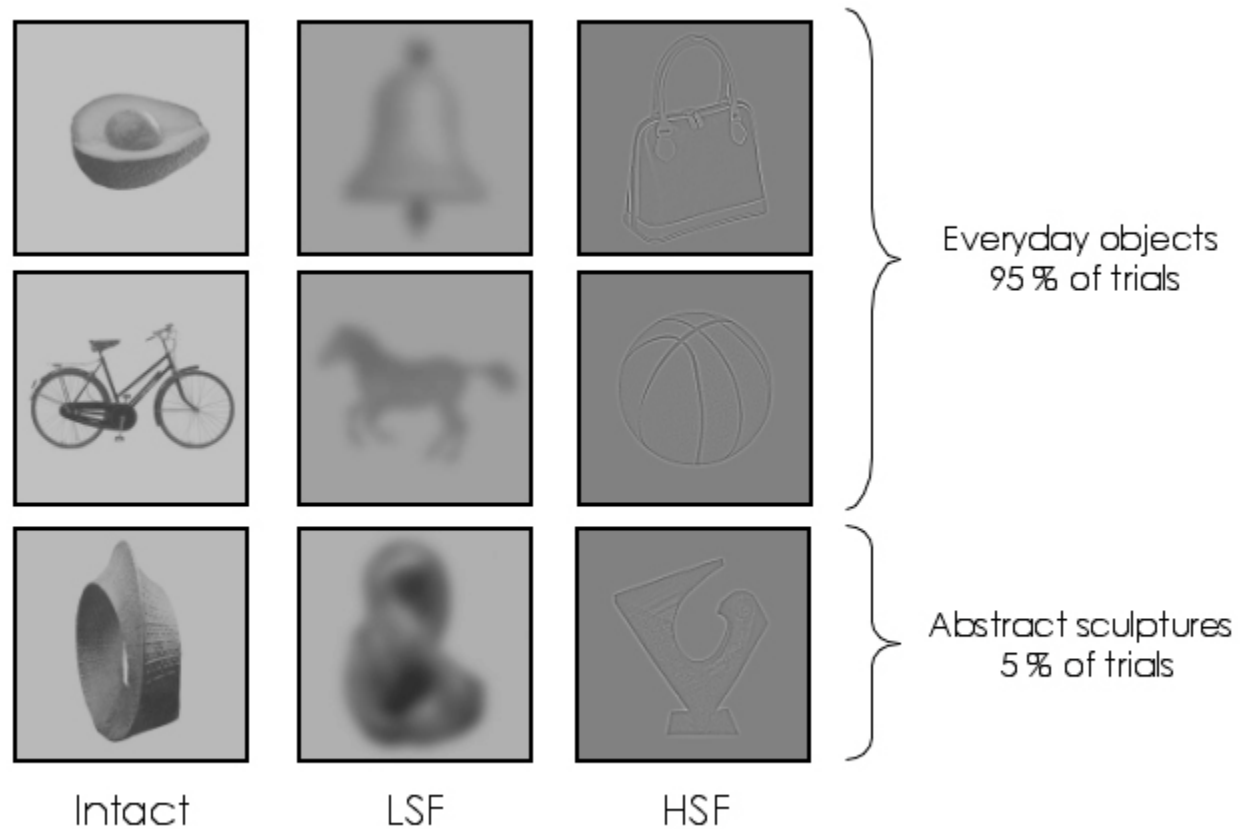 Everyday objects
95 % of trials
Abstract sculptures
5 % of trials
Intact
LSF
HSF